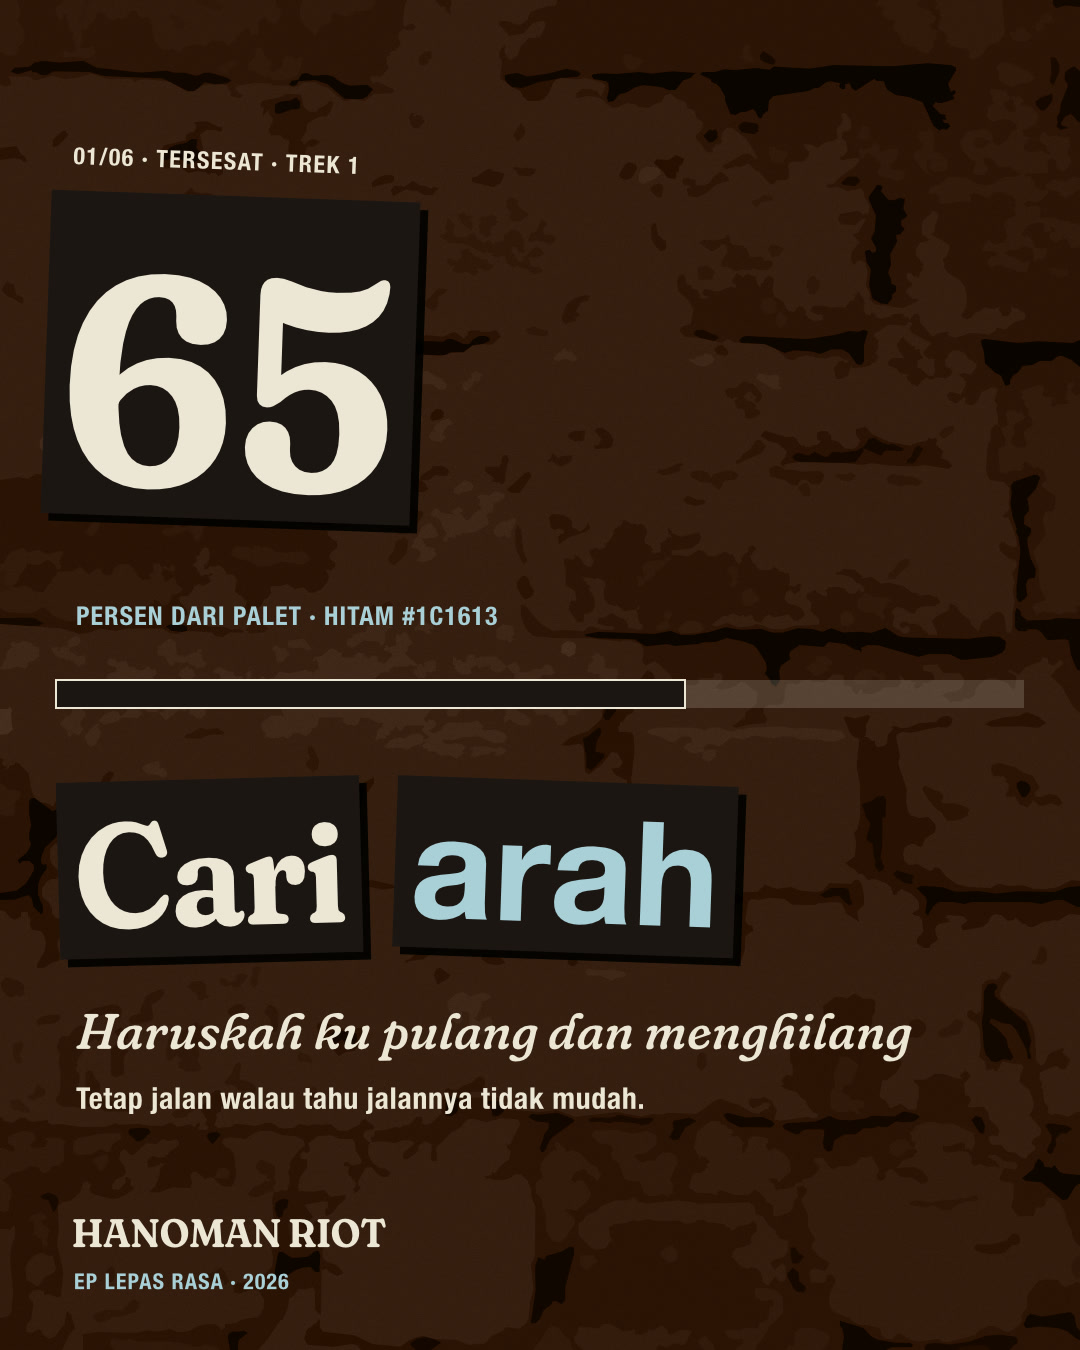 01/06 · TERSESAT · TREK 1
65
PERSEN DARI PALET · HITAM #1C1613
Cari arah
Haruskah ku pulang dan menghilang
Tetap jalan walau tahu jalannya tidak mudah.
HANOMAN RIOT
EP LEPAS RASA · 2026